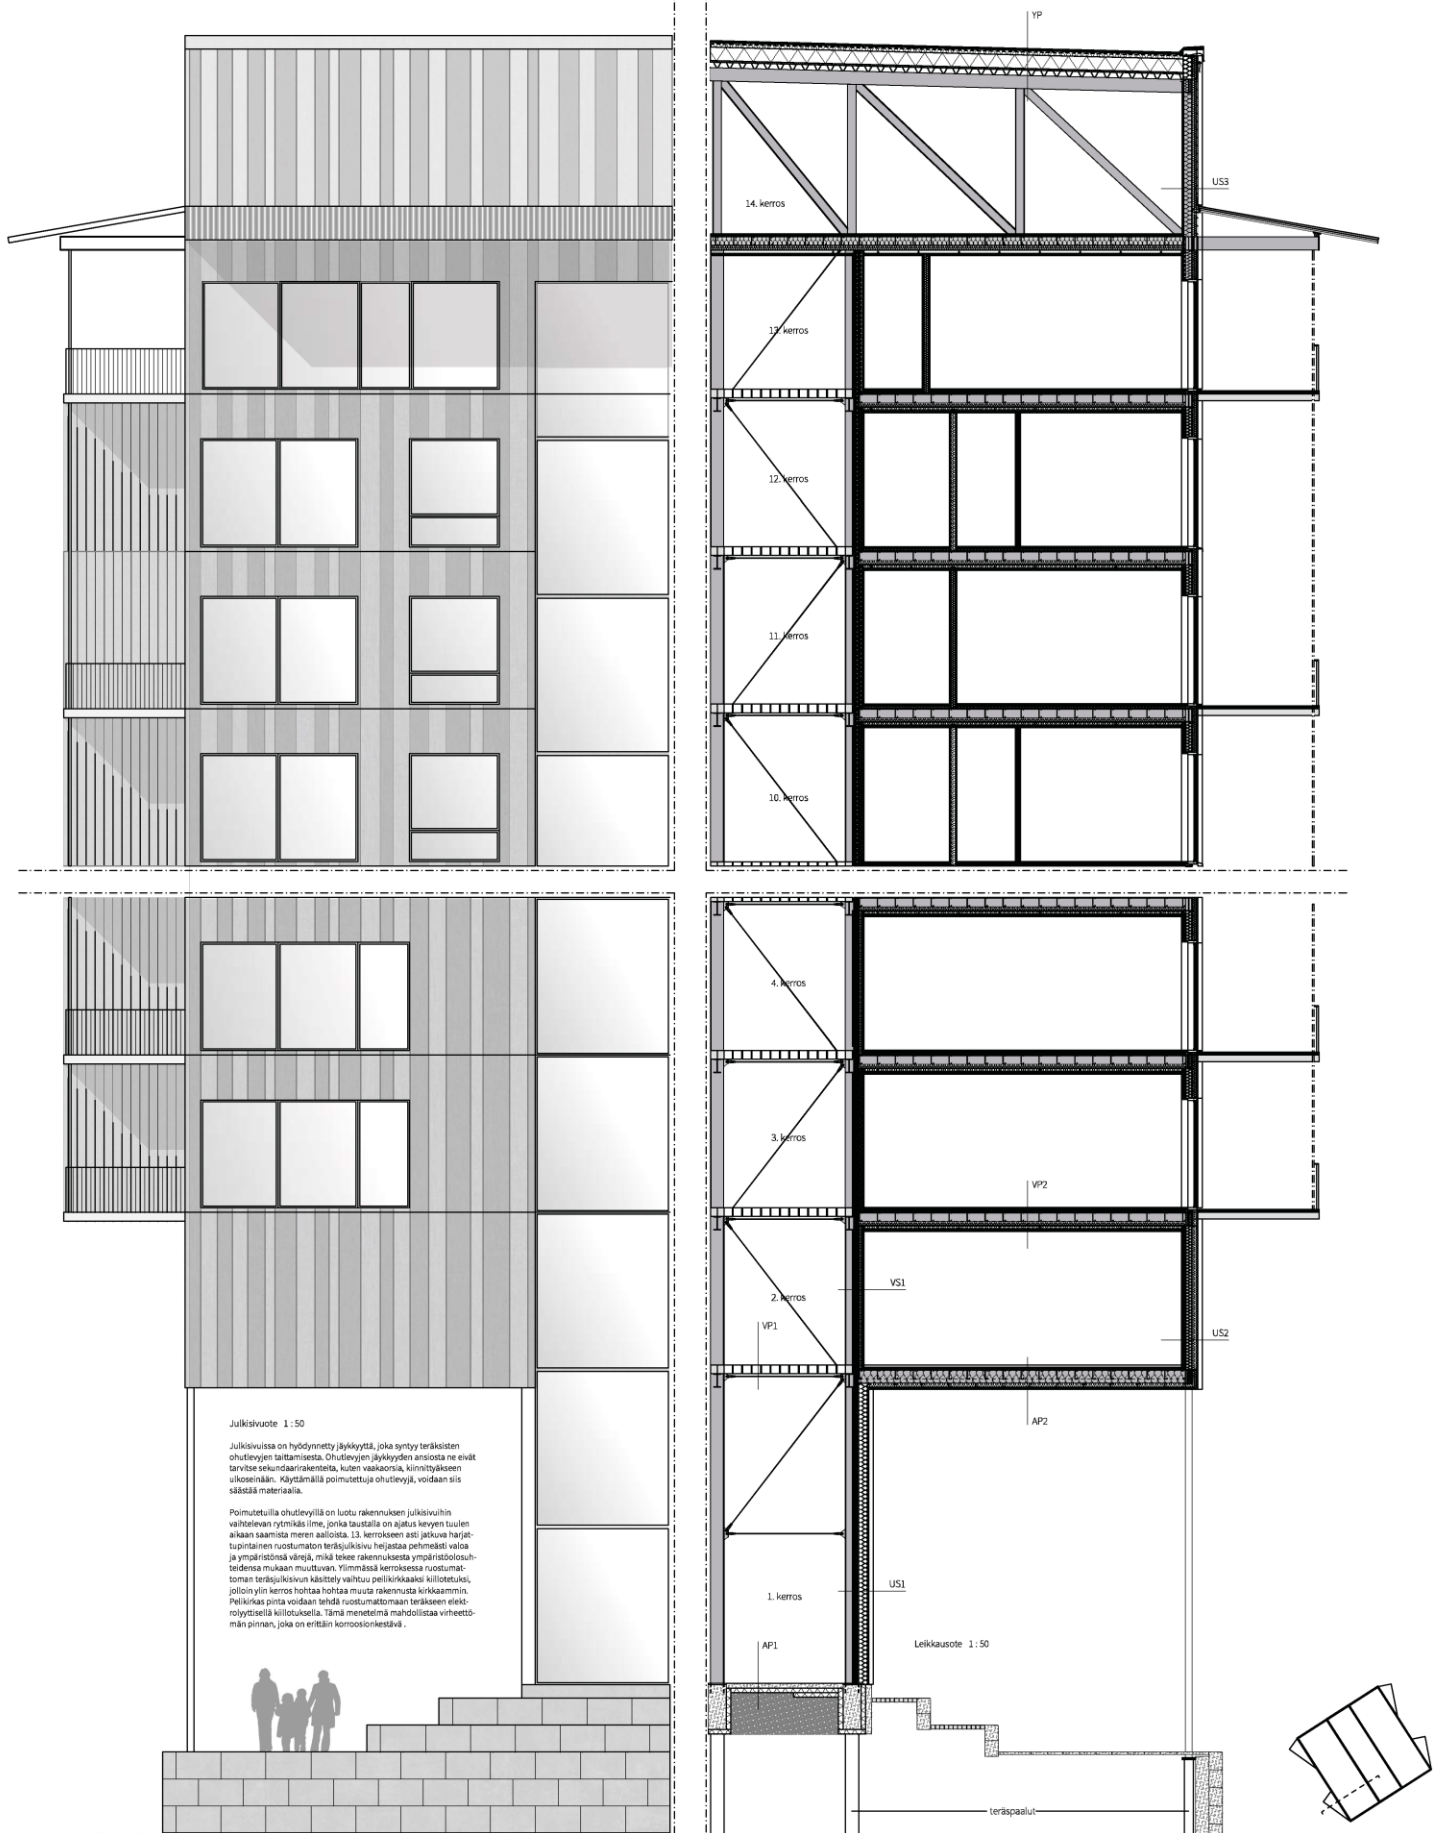 YP
US3
14. kerros
13. kerros
12. kerros
11. kerros
10. kerros
4. kerros
3. kerros
VP2
VS1
2. kerros
VP1
US2
AP2
Julkisivuote 1 : 50
Julkisivuissa on hyödynnetty jäykkyyttä, joka syntyy teräksisten
ohutlevyjen taittamisesta. Ohutlevyjen jäykkyyden ansiosta ne eivät
tarvitse sekundaarirakenteita, kuten vaakaorsia, kiinnittyäkseen
ulkoseinään. Käyttämällä poimutettuja ohutlevyjä, voidaan siis
säästää materiaalia.
Poimutetuilla ohutlevyillä on luotu rakennuksen julkisivuihin
vaihtelevan rytmikäs ilme, jonka taustalla on ajatus kevyen tuulen
aikaan saamista meren aalloista. 13. kerrokseen asti jatkuva harjat-
tupintainen ruostumaton teräsjulkisivu heijastaa pehmeästi valoa
ja ympäristönsä värejä, mikä tekee rakennuksesta ympäristöolosuh-
teidensa mukaan muuttuvan. Ylimmässä kerroksessa ruostumat-
toman teräsjulkisivun käsittely vaihtuu peilikirkkaaksi kiillotetuksi,
jolloin ylin kerros hohtaa hohtaa muuta rakennusta kirkkaammin.
Pelikirkas pinta voidaan tehdä ruostumattomaan teräkseen elekt-
rolyyttisellä kiillotuksella. Tämä menetelmä mahdollistaa virheettö-
män pinnan, joka on erittäin korroosionkestävä .
US1
1. kerros
AP1
Leikkausote 1 : 50
teräspaalut